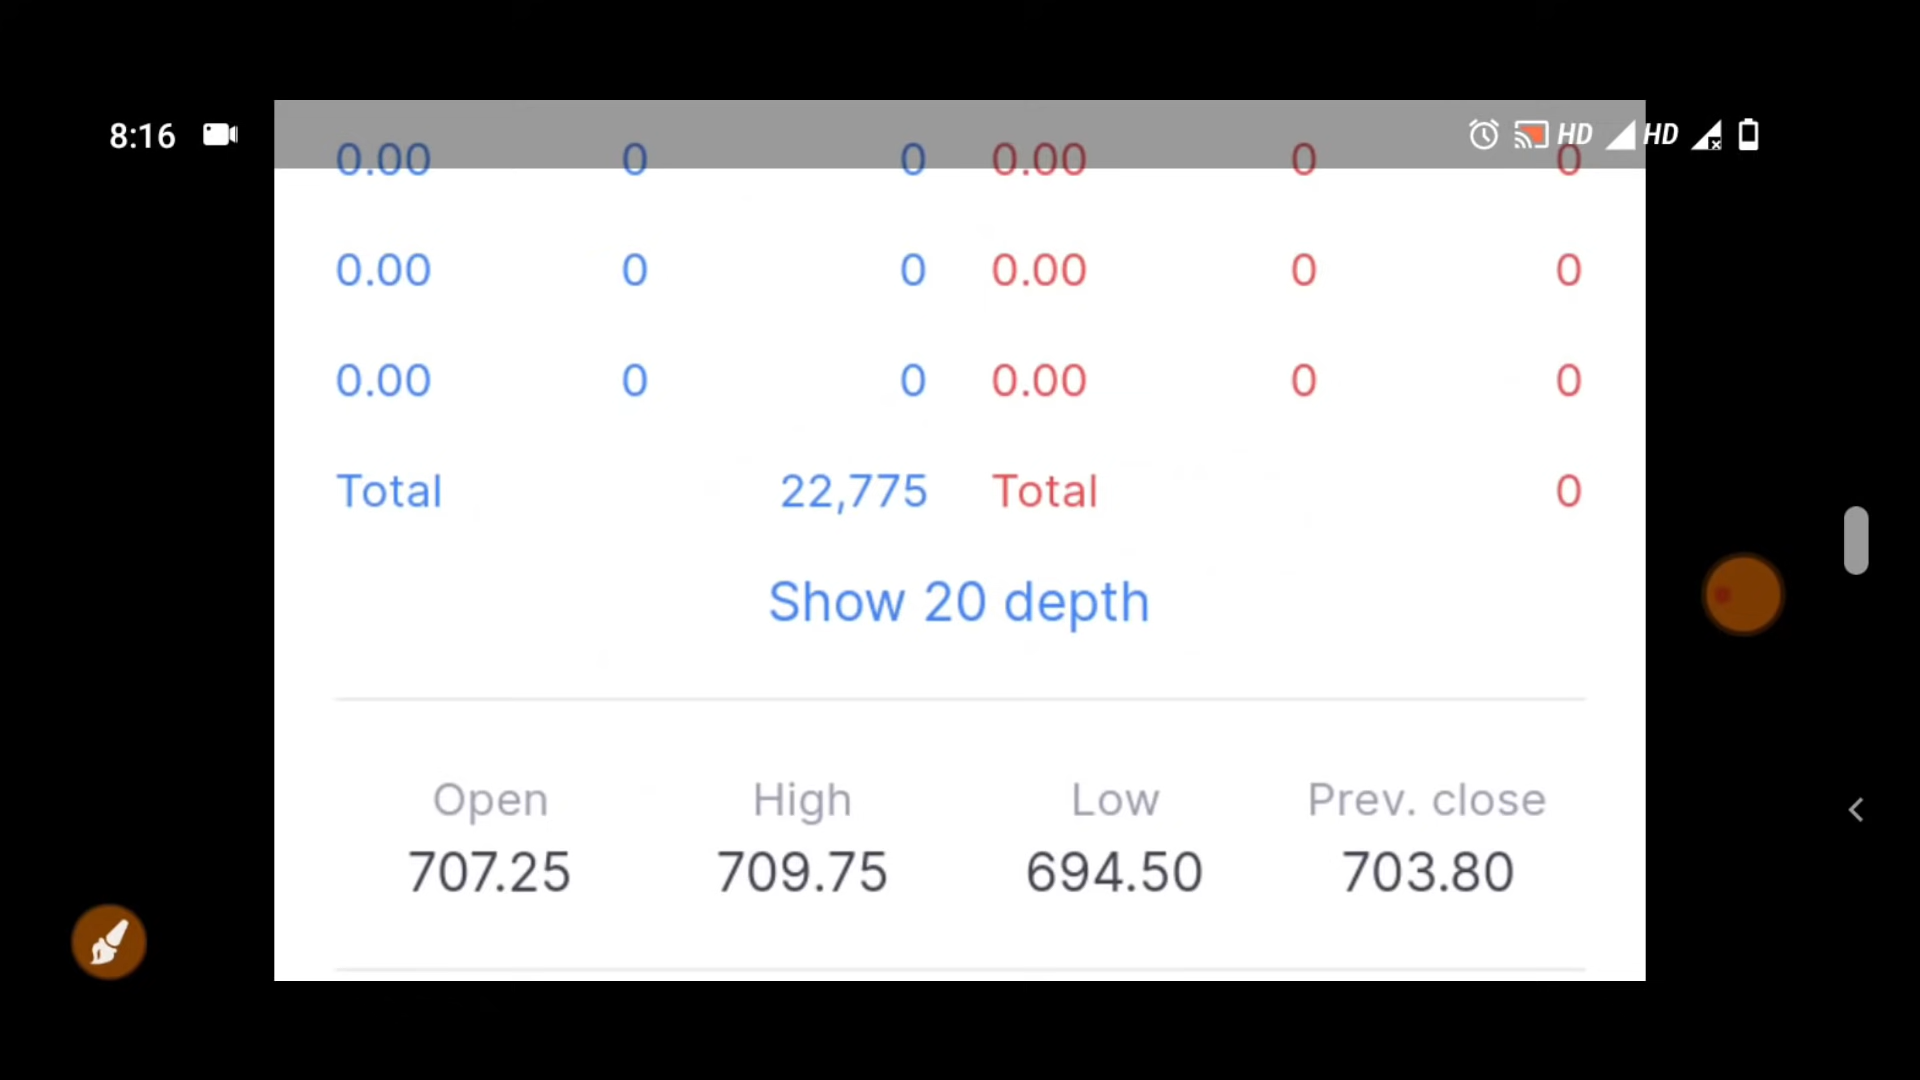 8:16 HD HD
0.00 0 0 0.00 0 0
0.00 0 0 0.00 0 0
0.00 0 0 0.00 0 0
Total 22,775 Total 0
Show 20 depth
Open High Low Prev. close
707.25 709.75 694.50 703.80